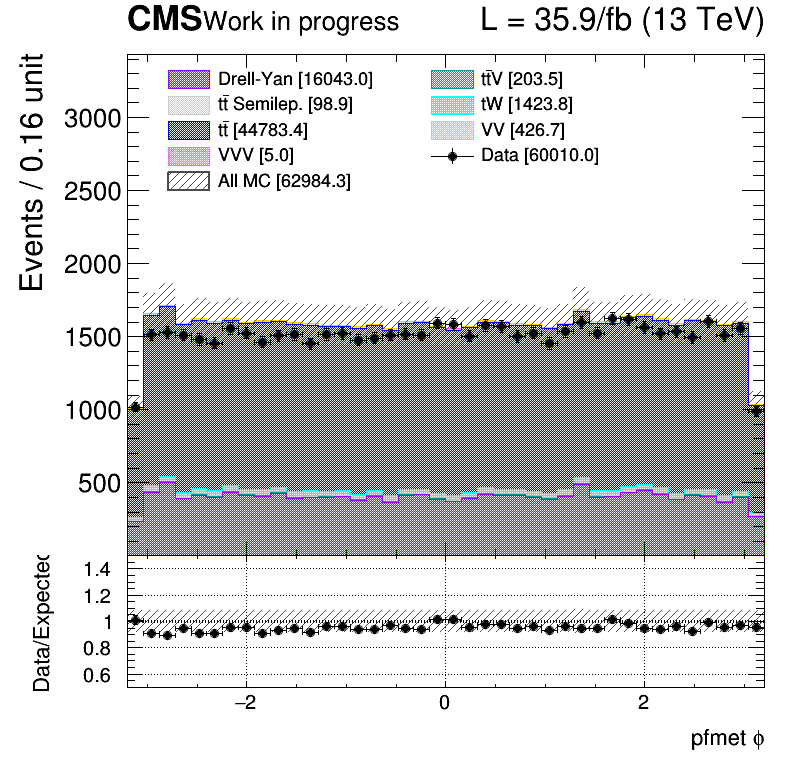 CMS Work in progress L = 35.9/fb (13 TeV)
Events / 0.16 unit
Drell-Yan [16043.0]
tt̄ Semilep. [98.9]
tt̄ [44783.4]
VVV [5.0]
All MC [62984.3]
tt̄V [203.5]
tW [1423.8]
VV [426.7]
Data [60010.0]
3000
2500
2000
1500
1000
500
Data/Expected
1.4
1.2
1
0.8
0.6
−2 0 2
pfmet ϕ